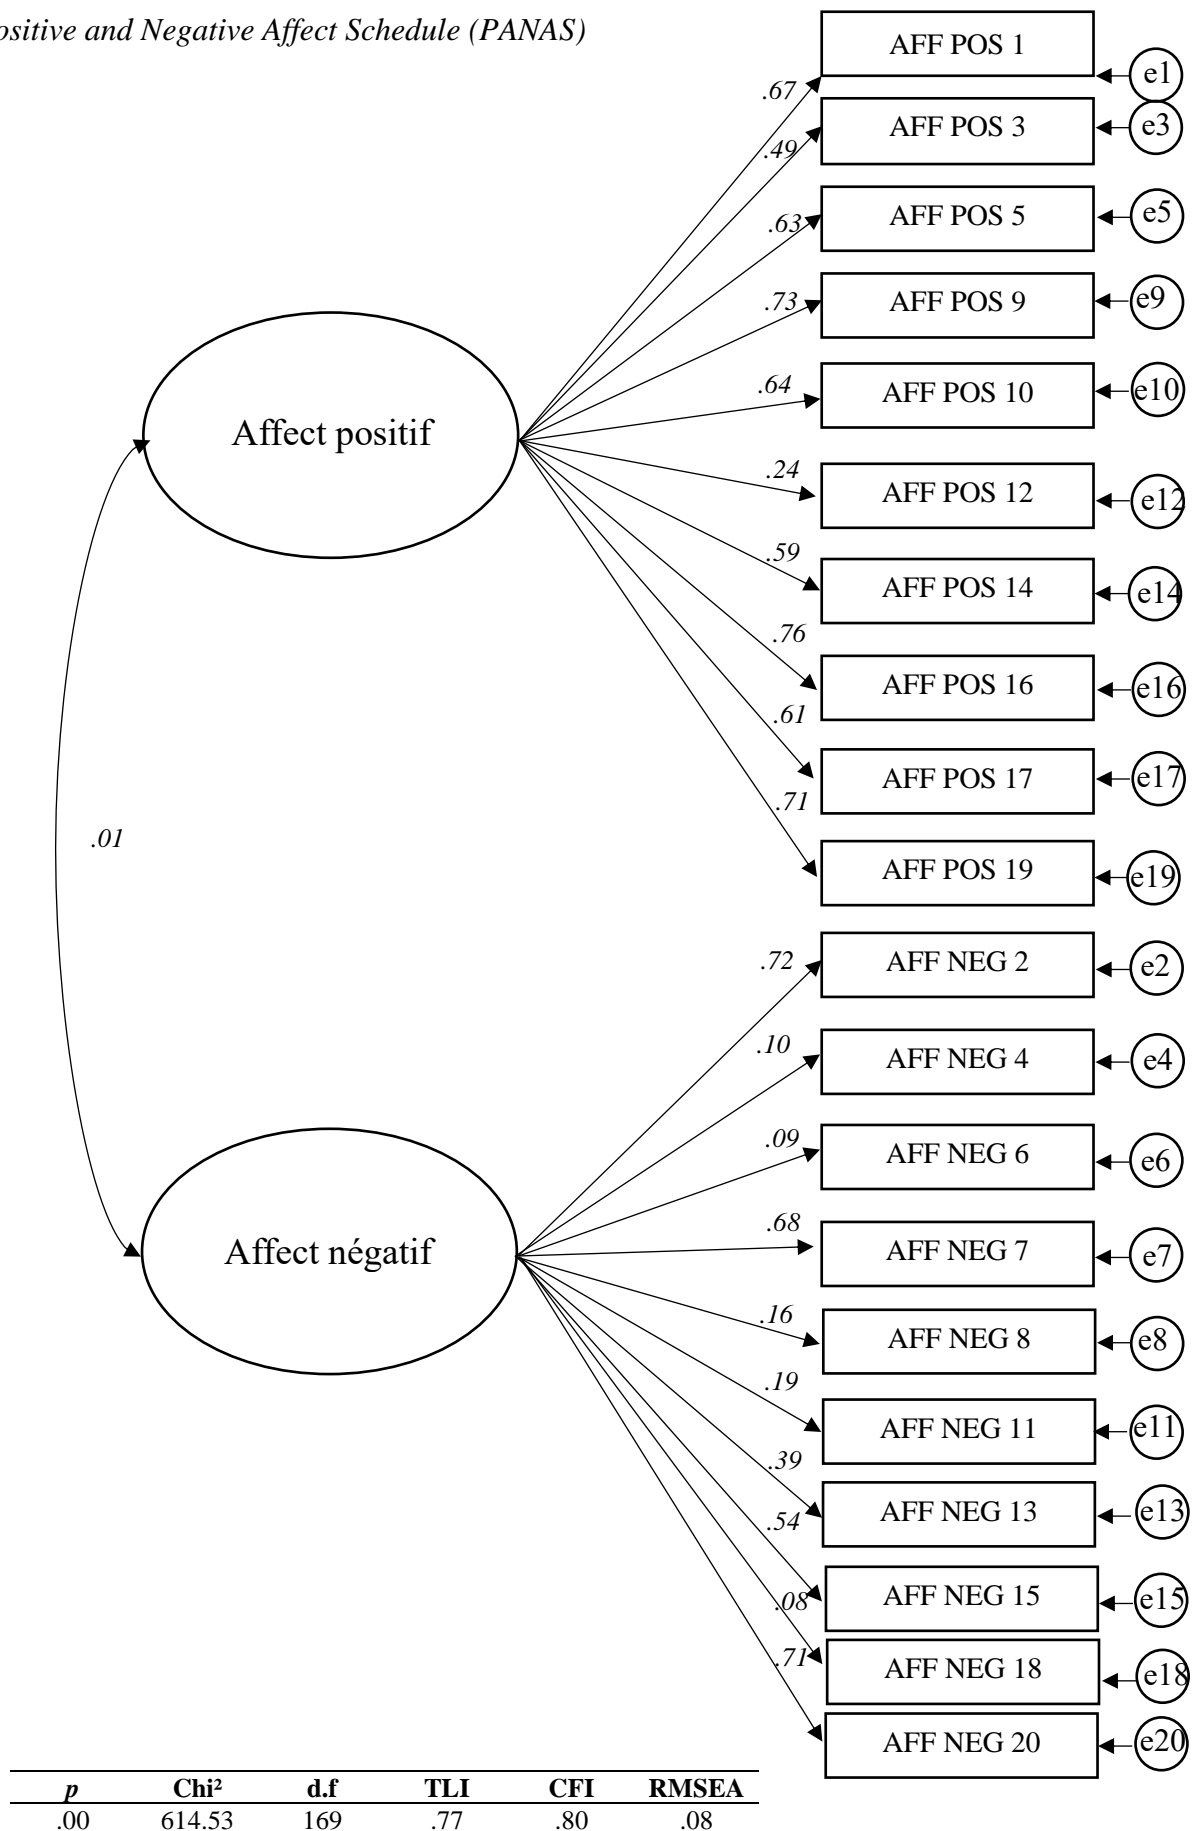 ositive and Negative Affect Schedule (PANAS)
AFF POS 1
e1
.67
AFF POS 3
e3
.49
AFF POS 5
e5
.63
AFF POS 9
e9
.73
AFF POS 10
e10
.64
Affect positif
AFF POS 12
e12
.24
AFF POS 14
e14
.59
AFF POS 16
e16
.76
AFF POS 17
e17
.61
AFF POS 19
e19
.71
.01
AFF NEG 2
e2
.72
AFF NEG 4
e4
.10
AFF NEG 6
e6
.09
AFF NEG 7
e7
.68
Affect négatif
AFF NEG 8
e8
.16
AFF NEG 11
e11
.19
AFF NEG 13
e13
.39
AFF NEG 15
e15
.54
AFF NEG 18
e18
.08
AFF NEG 20
e20
.71
p Chi² d.f TLI CFI RMSEA
.00 614.53 169 .77 .80 .08